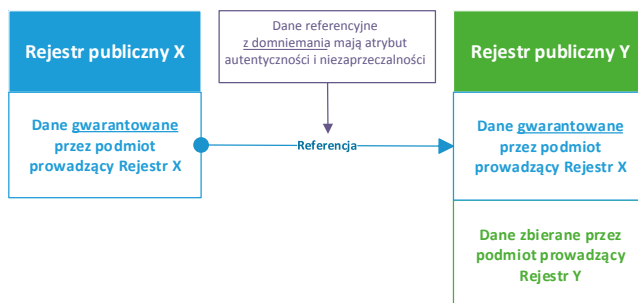 Dane referencyjne
z domniemania mają atrybut
autentyczności i niezaprzeczalności
Rejestr publiczny X
Rejestr publiczny Y
Dane gwarantowane
przez podmiot
prowadzący Rejestr X
Referencja
Dane gwarantowane
przez podmiot
prowadzący Rejestr X
Dane zbierane przez
podmiot prowadzący
Rejestr Y